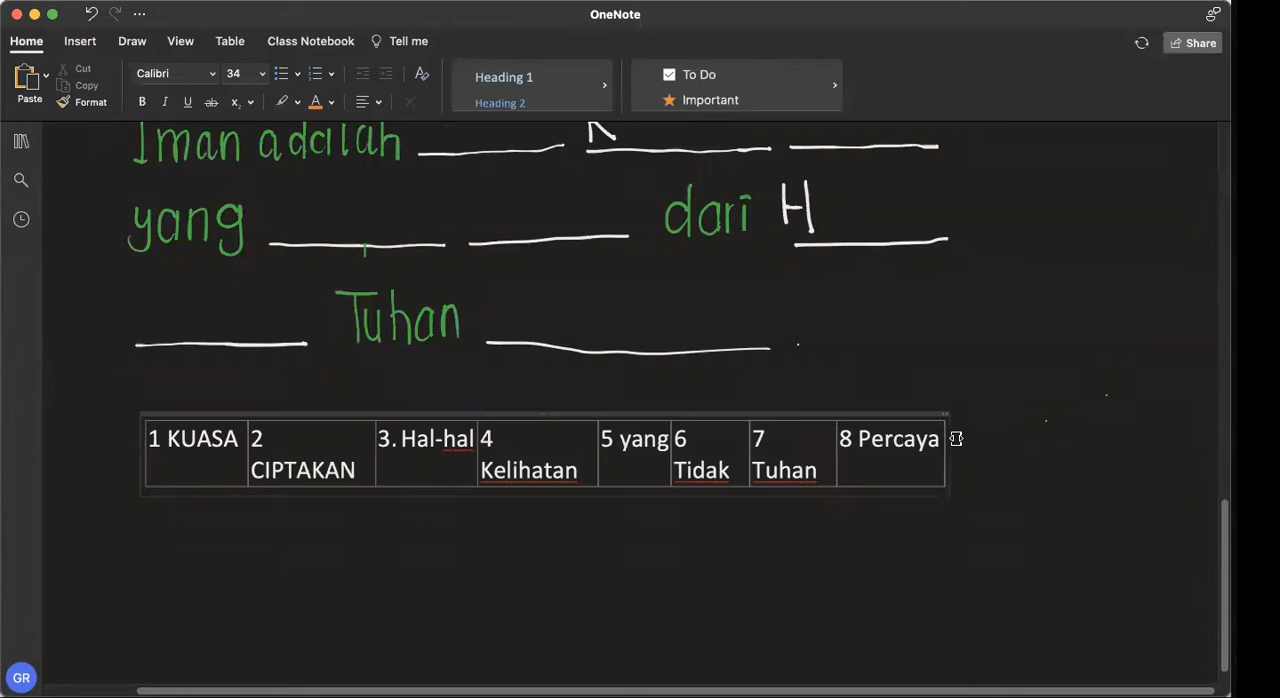 OneNote
Home Insert Draw View Table Class Notebook Tell me
Share
Paste
Cut
Copy
Format
Calibri 34
B I U ab x₂ A
Heading 1
Heading 2
To Do
Important
Iman adalah K
yang dari H
Tuhan
1 KUASA 2 CIPTAKAN 3. Hal-hal 4 Kelihatan 5 yang 6 Tidak 7 Tuhan 8 Percaya
GR